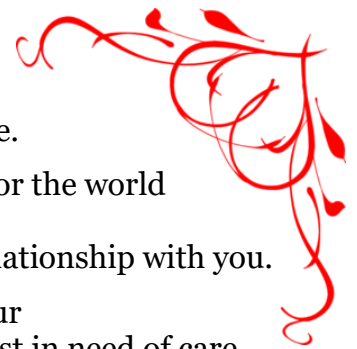 e.
or the world
ationship with you.
ur
st in need of care